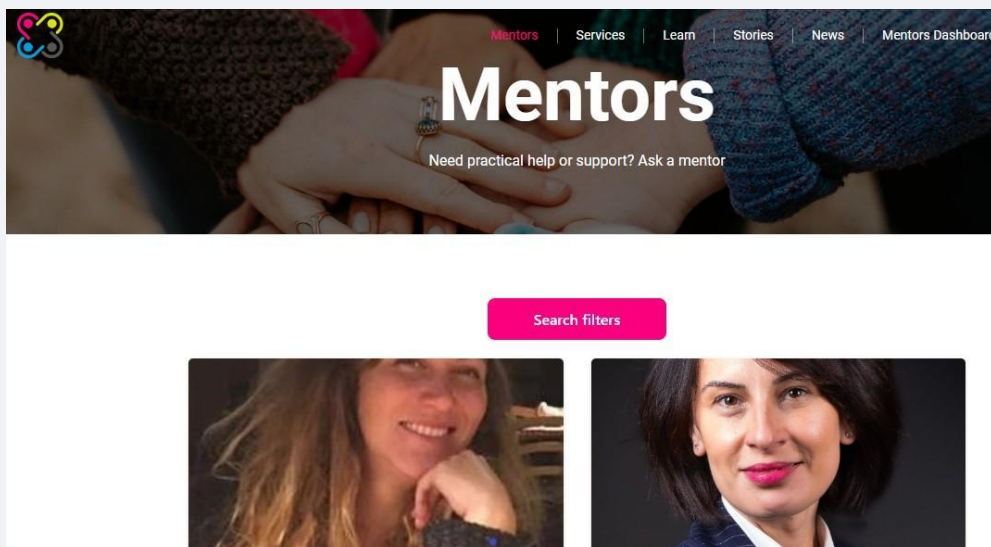 Mentors | Services | Learn | Stories | News | Mentors Dashboard
Mentors
Need practical help or support? Ask a mentor
Search filters